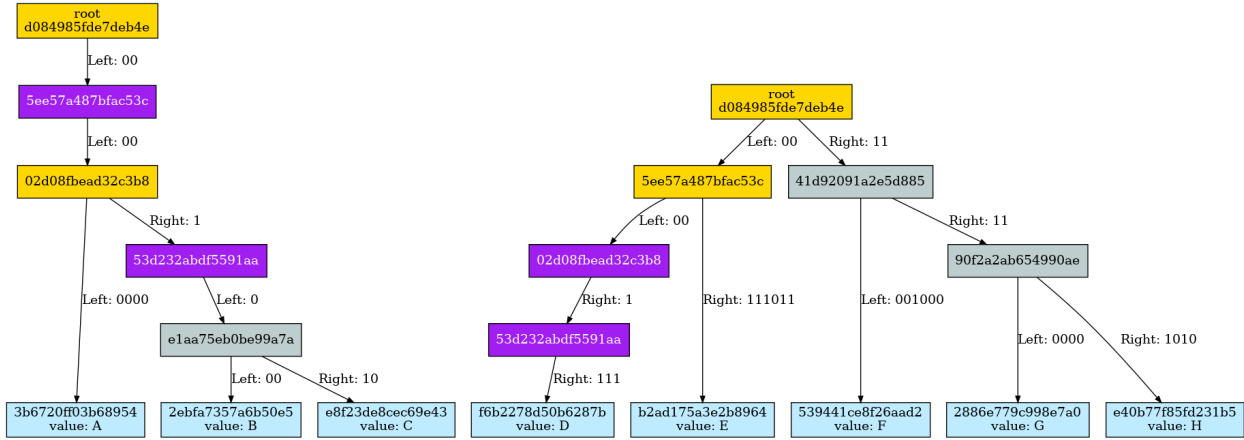 root
d084985fde7deb4e
Left: 00
5ee57a487bfac53c
Left: 00
02d08fbead32c3b8
Right: 1
53d232abdf5591aa
Left: 0000
Left: 0
e1aa75eb0be99a7a
Left: 00
Right: 10
3b6720ff03b68954
value: A
2ebfa7357a6b50e5
value: B
e8f23de8cec69e43
value: C
root
d084985fde7deb4e
Left: 00
Right: 11
5ee57a487bfac53c
41d92091a2e5d885
Left: 00
Right: 11
02d08fbead32c3b8
90f2a2ab654990ae
Right: 1
Right: 111011
Left: 001000
53d232abdf5591aa
Left: 0000
Right: 1010
Right: 111
f6b2278d50b6287b
value: D
b2ad175a3e2b8964
value: E
539441ce8f26aad2
value: F
2886e779c998e7a0
value: G
e40b77f85fd231b5
value: H